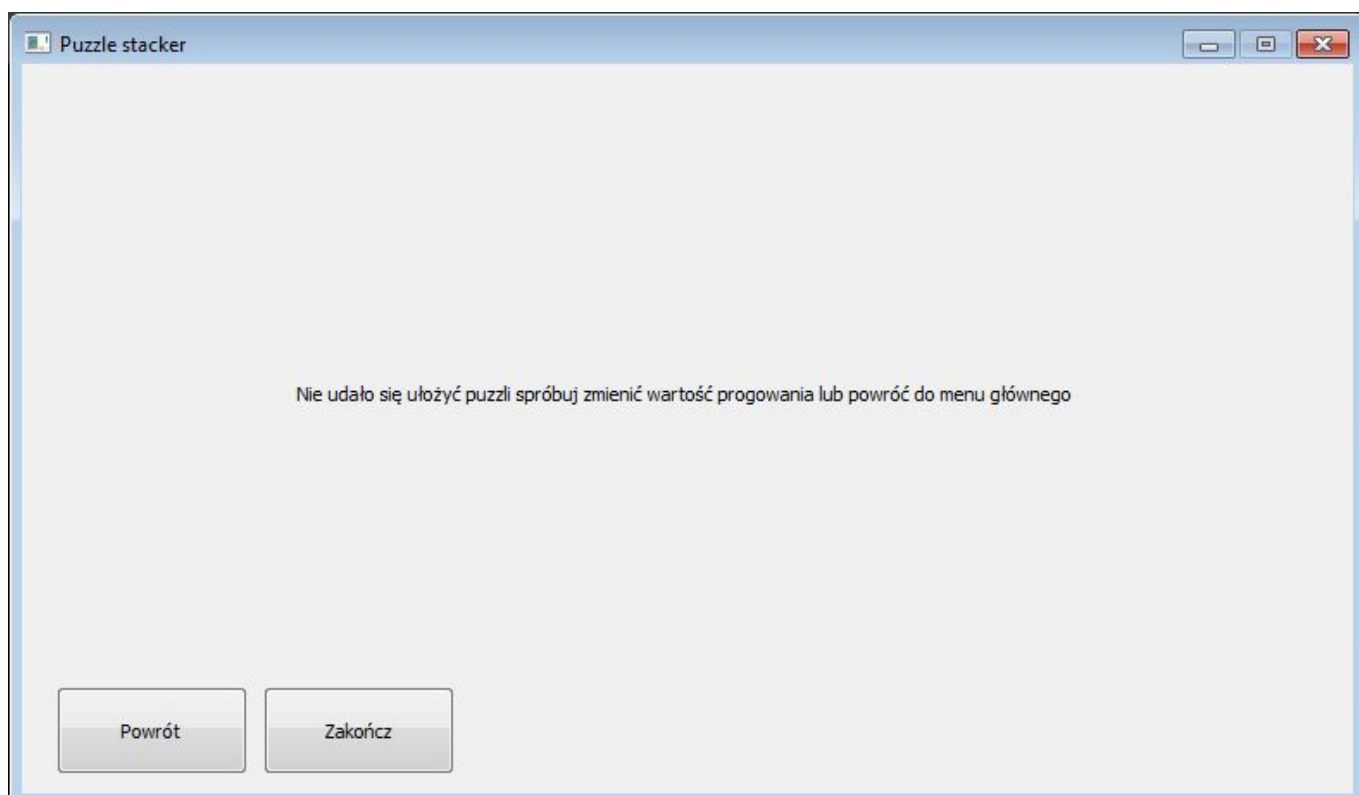 Puzzle stacker
Nie udało się ułożyć puzzli spróbuj zmienić wartość progowania lub powróć do menu głównego
Powrót
Zakończ